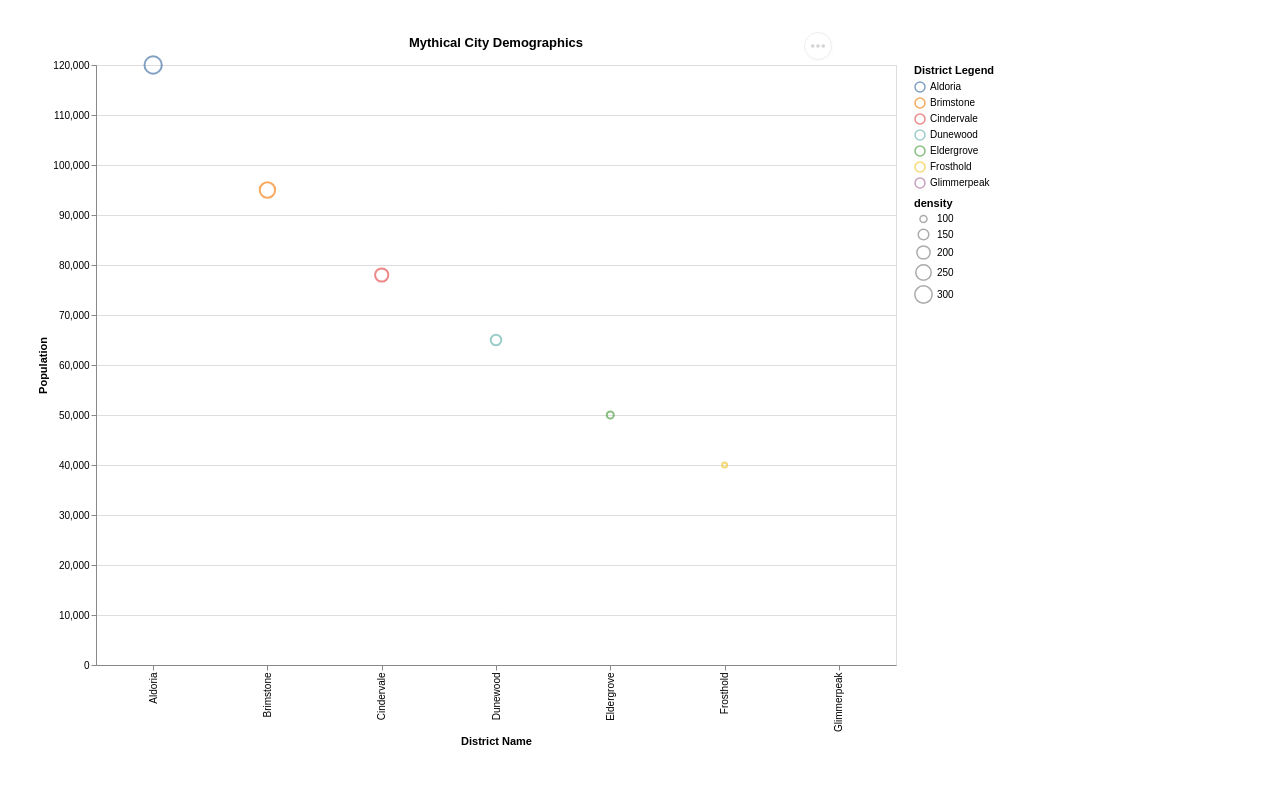 Mythical City Demographics
120,000
110,000
100,000
90,000
80,000
70,000
60,000
50,000
40,000
30,000
20,000
10,000
0
Population
Aldoria
Brimstone
Cindervale
Dunewood
Eldergrove
Frosthold
Glimmerpeak
District Name
District Legend
Aldoria
Brimstone
Cindervale
Dunewood
Eldergrove
Frosthold
Glimmerpeak
density
100
150
200
250
300